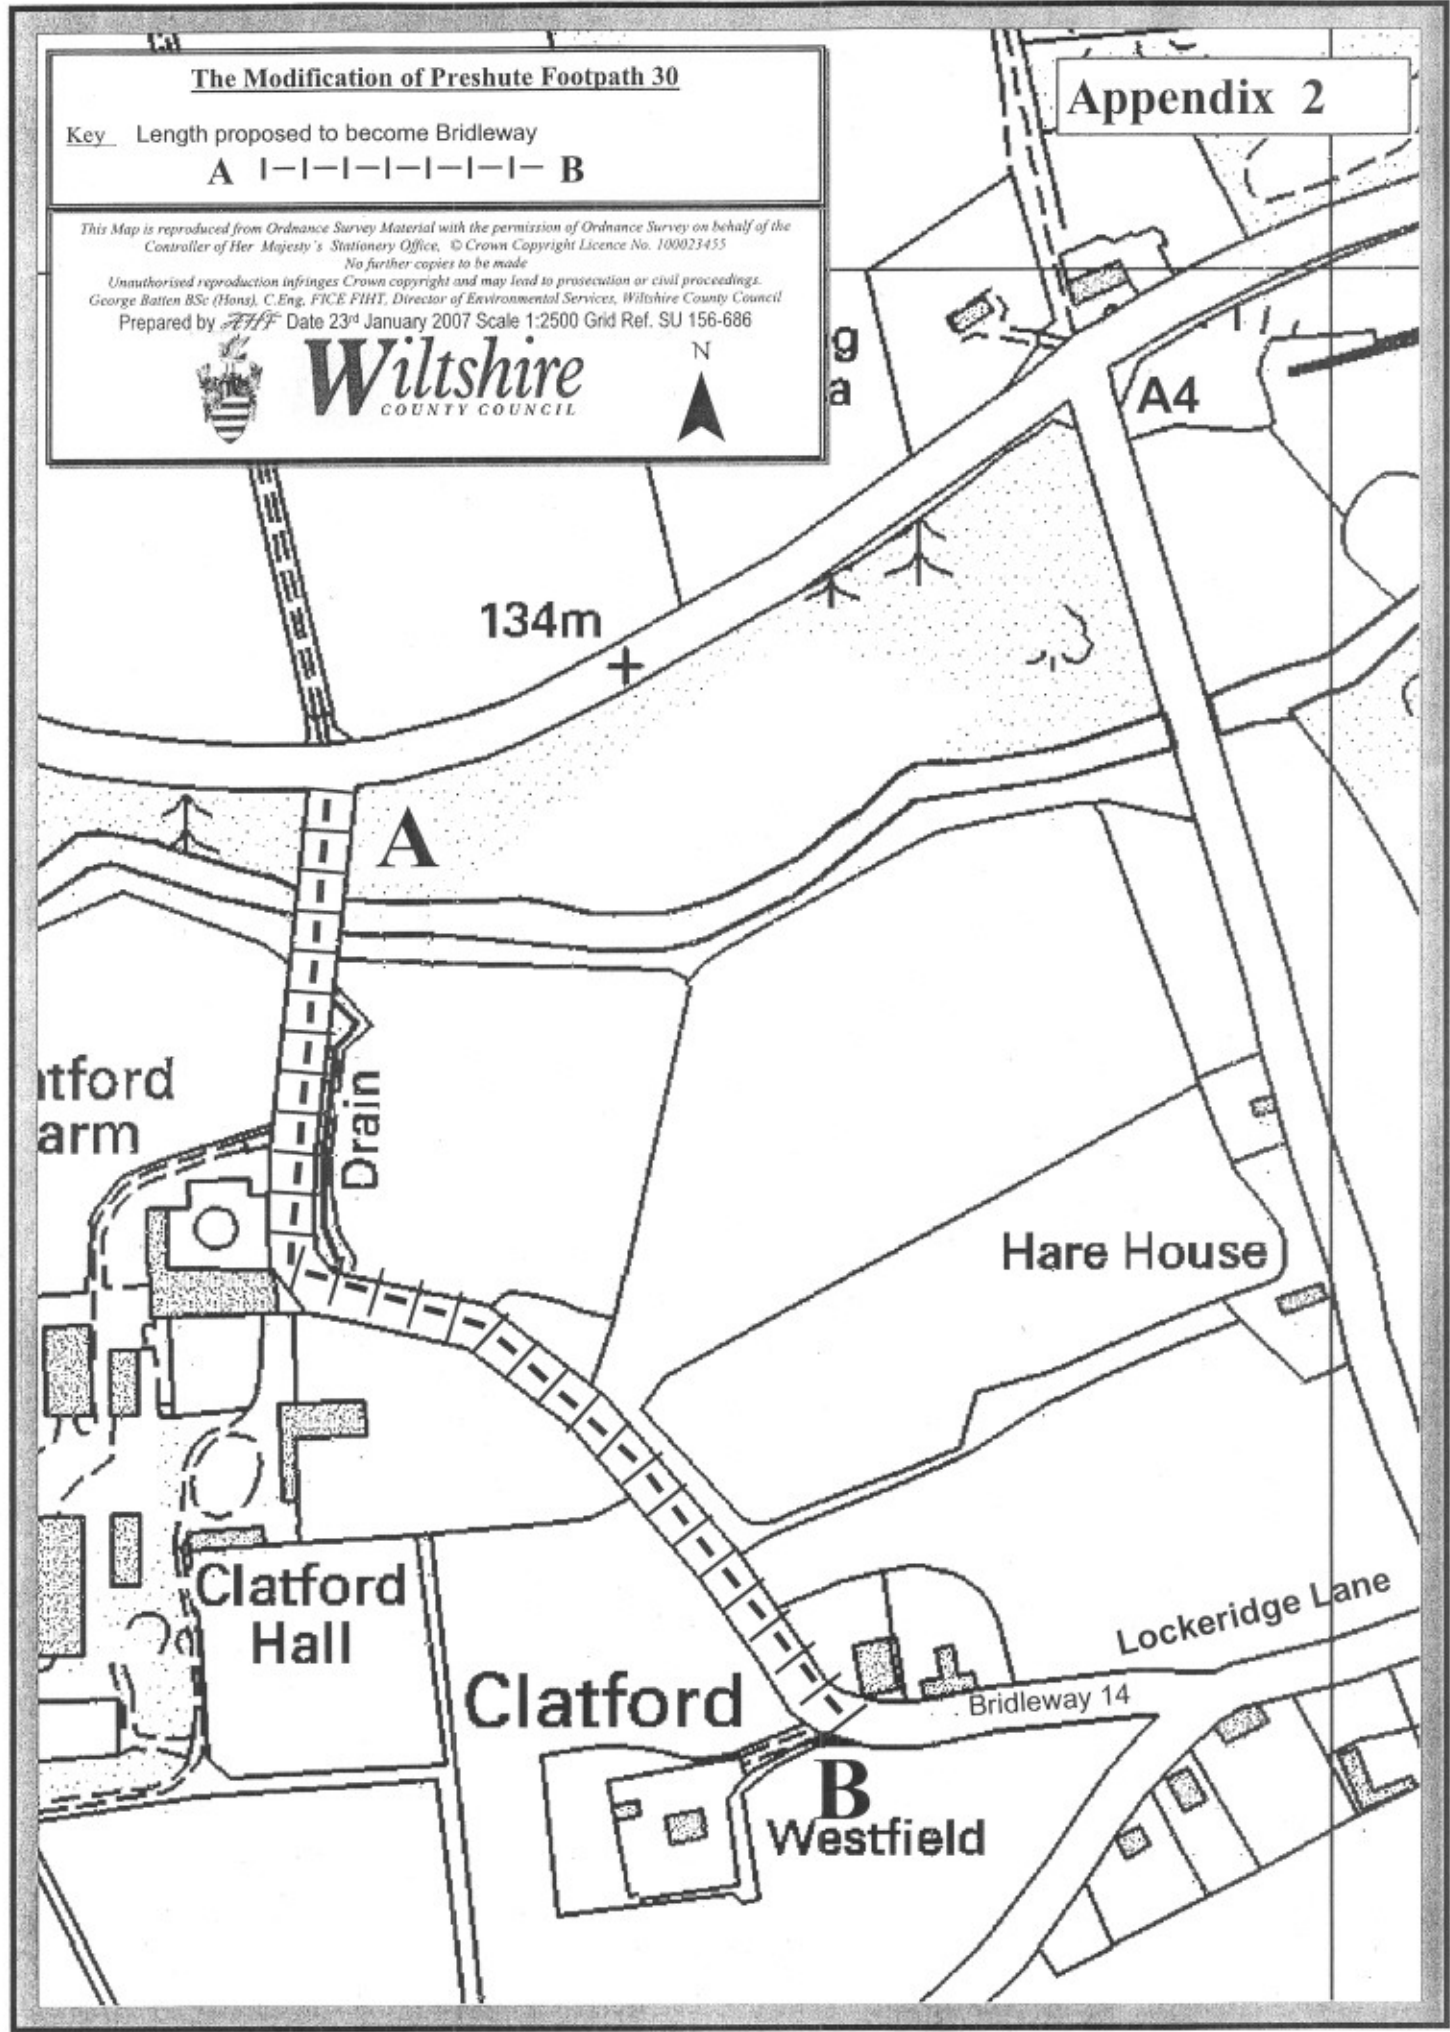 The Modification of Preshute Footpath 30
Key Length proposed to become Bridleway
A B
This Map is reproduced from Ordnance Survey Material with the permission of Ordnance Survey on behalf of the
Controller of Her Majesty's Stationery Office, © Crown Copyright Licence No. 100023455
No further copies to be made
Unauthorised reproduction infringes Crown copyright and may lead to prosecution or civil proceedings.
George Batten BSc (Hons), C.Eng, FICE FIHT, Director of Environmental Services, Wiltshire County Council
Prepared by AHF Date 23rd January 2007 Scale 1:2500 Grid Ref. SU 156-686
Wiltshire
COUNTY COUNCIL
N
Appendix 2
g
a
A4
134m
A
tford
arm
Drain
Hare House
Clatford
Hall
Lockeridge Lane
Clatford
Bridleway 14
B
Westfield